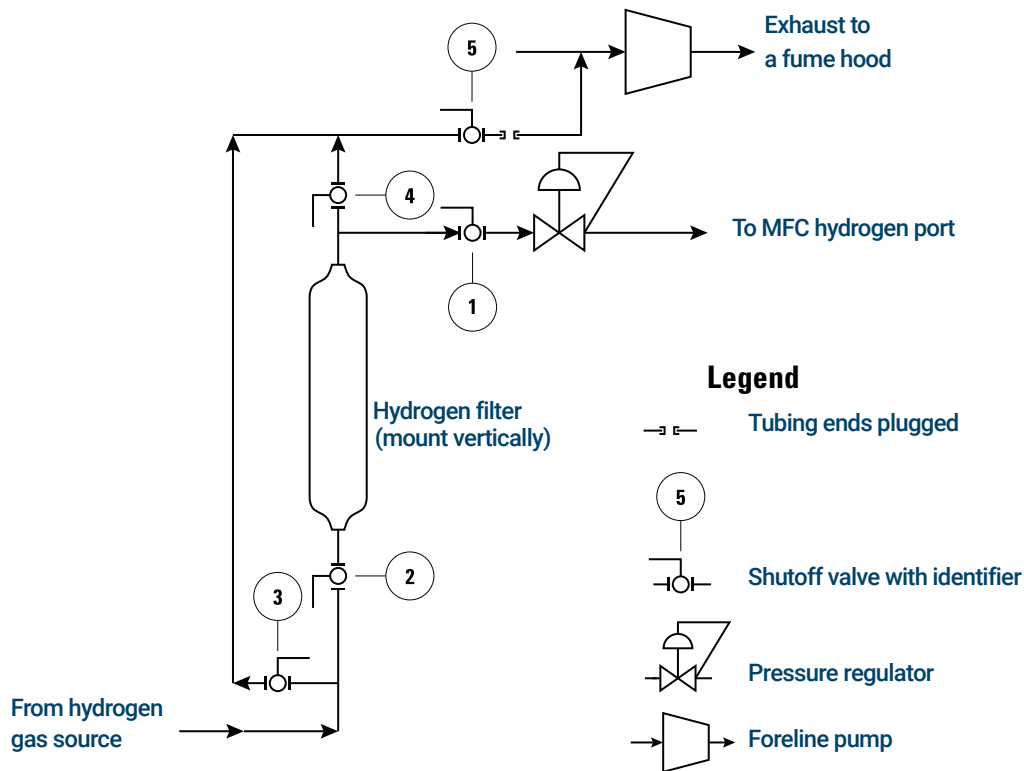 Exhaust to
a fume hood
5
4
1
To MFC hydrogen port
Hydrogen filter
(mount vertically)
2
3
From hydrogen
gas source
Legend
Tubing ends plugged
5
Shutoff valve with identifier
Pressure regulator
Foreline pump